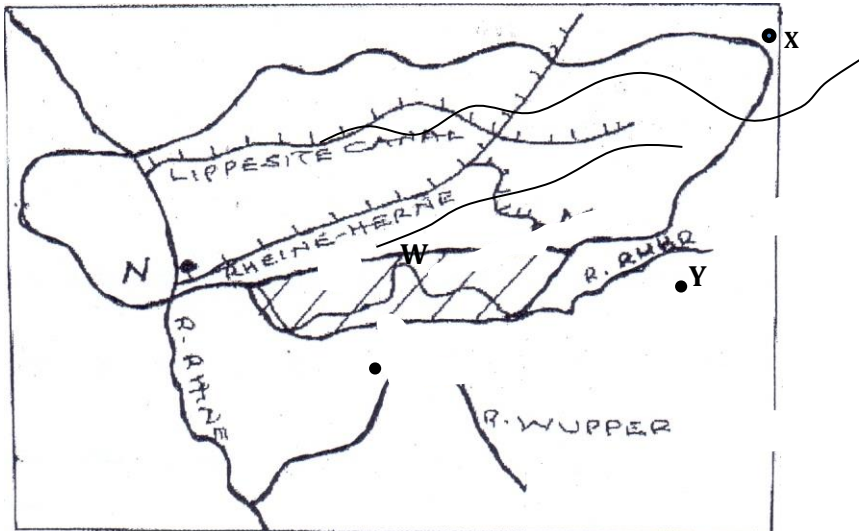 X
LIPPESITE CANAL
RHEINE-HERNE
A
W
N
R. RUHR
Y
R. RHINE
R. WUPPER